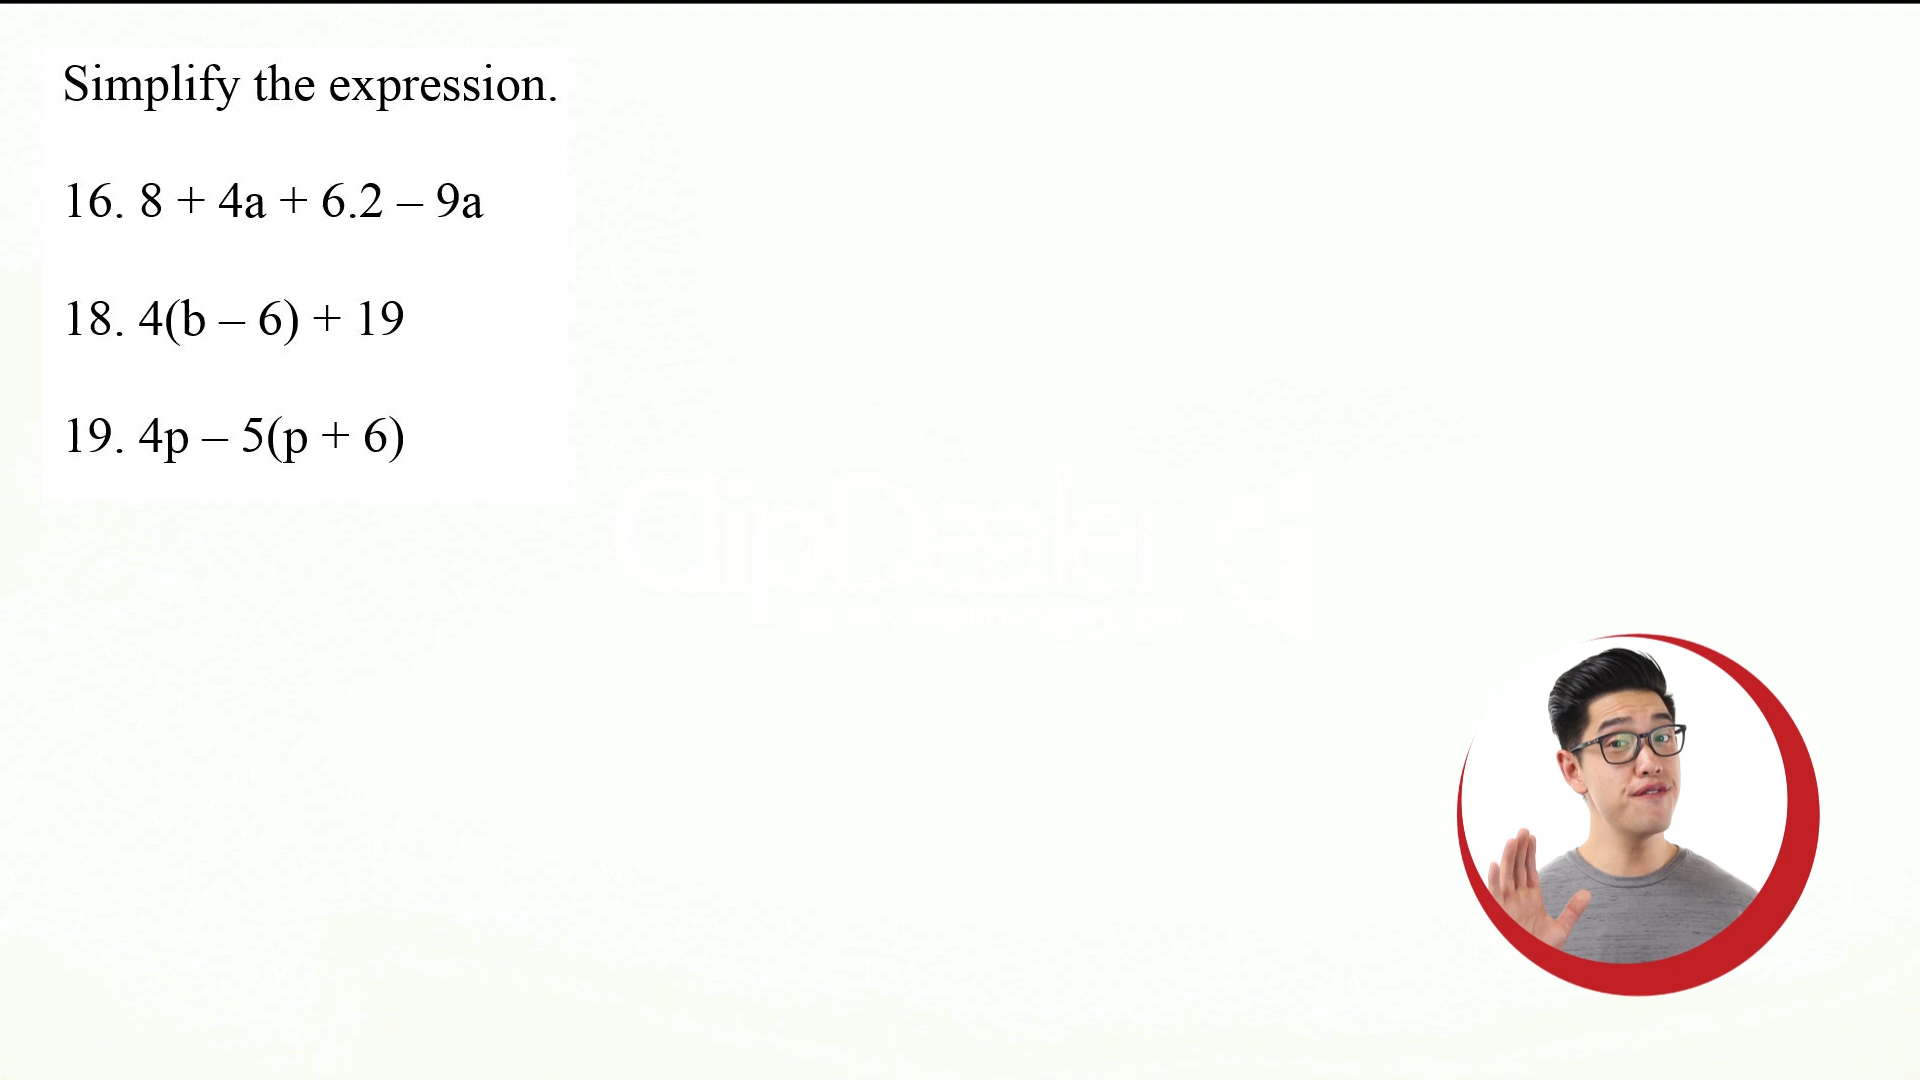 Simplify the expression.
16. 8 + 4a + 6.2 – 9a
18. 4(b – 6) + 19
19. 4p – 5(p + 6)